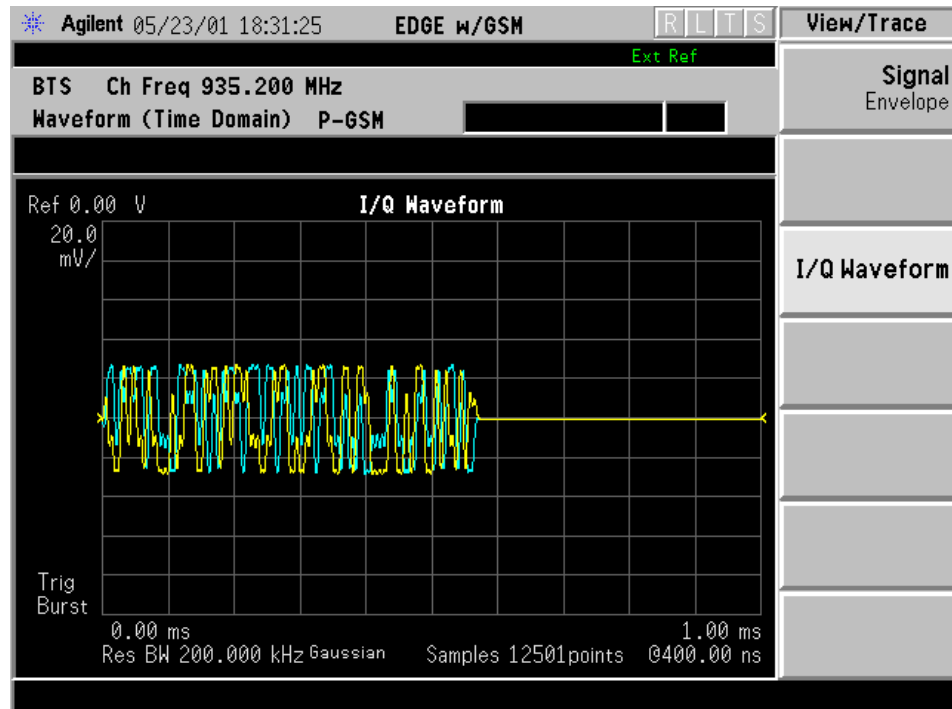 Agilent 05/23/01 18:31:25 EDGE w/GSM R L T S View/Trace
Ext Ref
BTS Ch Freq 935.200 MHz
Waveform (Time Domain) P-GSM
Signal
Envelope
Ref 0.00 V I/Q Waveform
20.0
mV/
I/Q Waveform
Trig
Burst
0.00 ms 1.00 ms
Res BW 200.000 kHz Gaussian Samples 12501points @400.00 ns